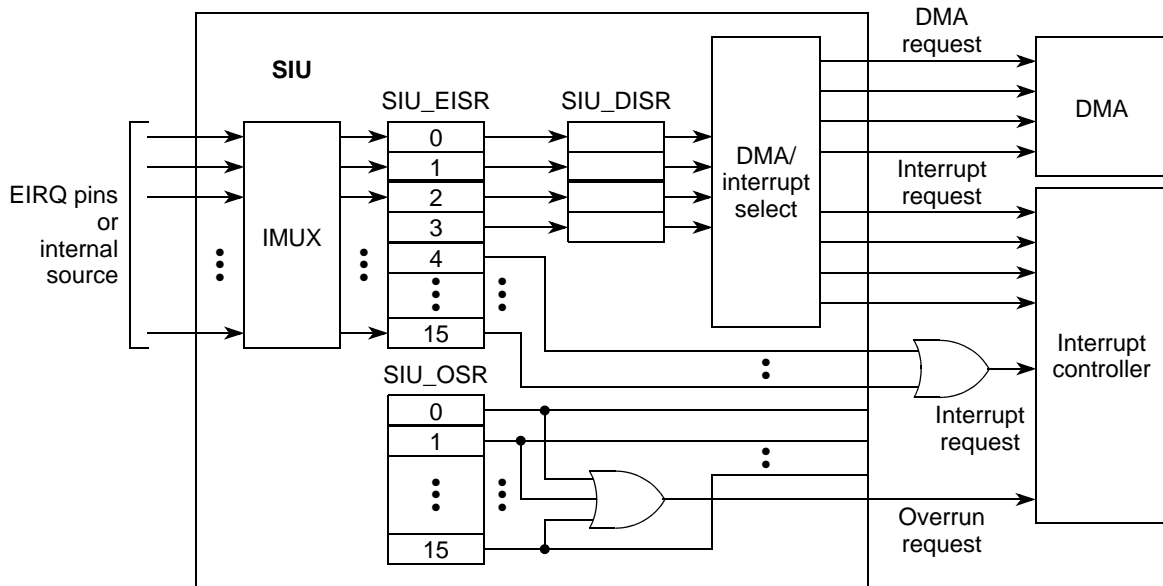 SIU
EIRQ pins
or
internal
source
IMUX
SIU_EISR
0
1
2
3
4
15
SIU_DISR
DMA/
interrupt
select
DMA
request
DMA
Interrupt
request
Interrupt
controller
Interrupt
request
SIU_OSR
0
1
15
Overrun
request